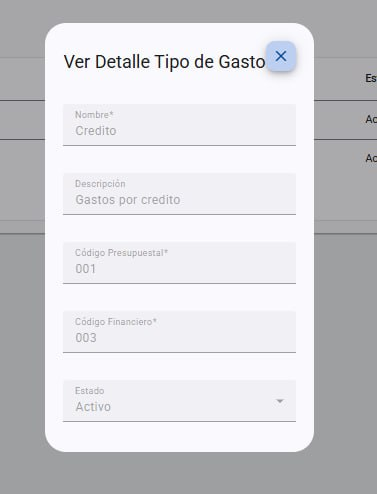 Ver Detalle Tipo de Gasto
Nombre*
Credito
Descripción
Gastos por credito
Código Presupuestal*
001
Código Financiero*
003
Estado
Activo